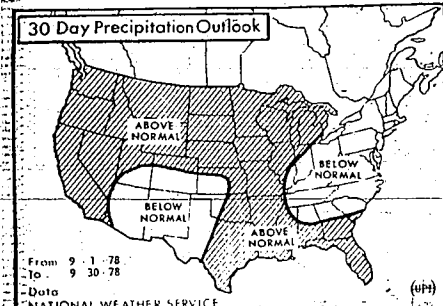 30 Day Precipitation Outlook
ABOVE
NORMAL
BELOW
NORMAL
BELOW
NORMAL
ABOVE
NORMAL
From 9 · 1 · 78
To 9 · 30 · 78
Data
NATIONAL WEATHER SERVICE
(UPI)